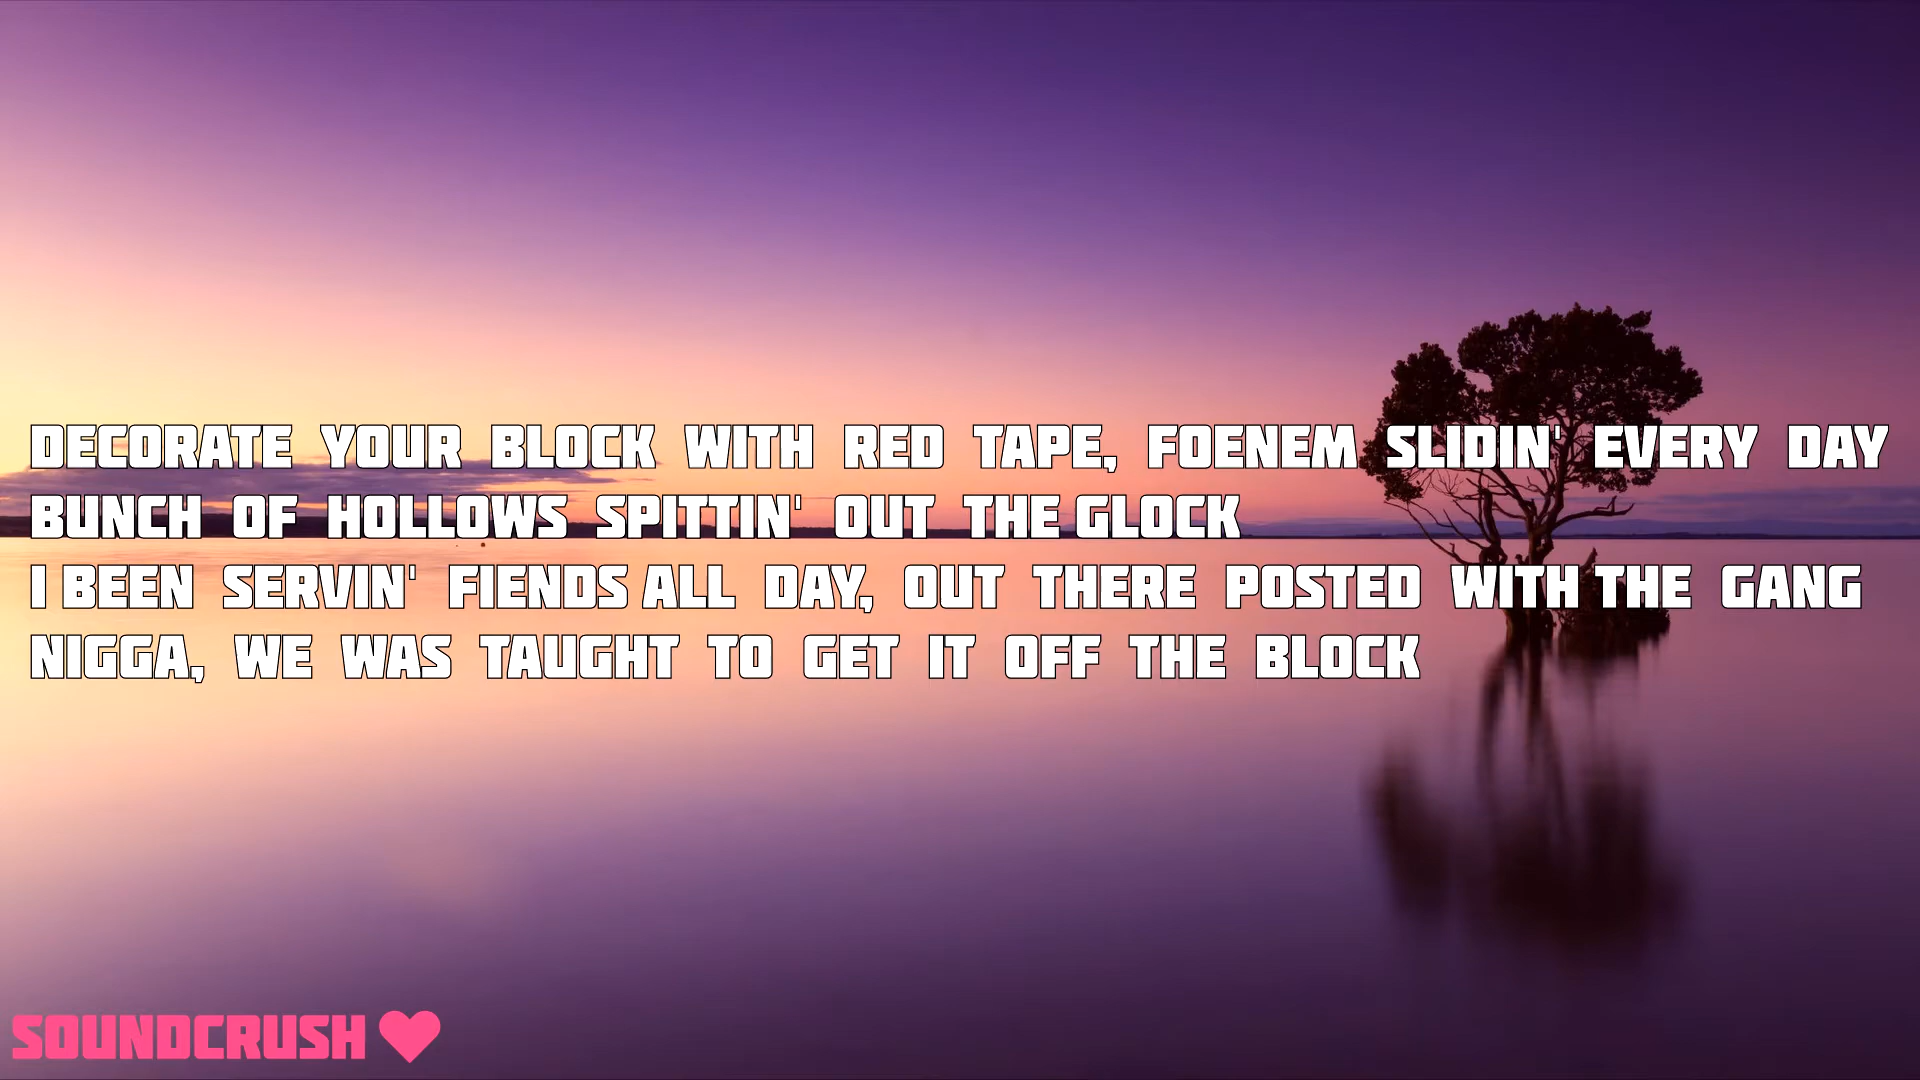 DECORATE YOUR BLOCK WITH RED TAPE, FOENEM SLIDIN' EVERY DAY
BUNCH OF HOLLOWS SPITTIN' OUT THE GLOCK
I BEEN SERVIN' FIENDS ALL DAY, OUT THERE POSTED WITH THE GANG
NIGGA, WE WAS TAUGHT TO GET IT OFF THE BLOCK
SOUNDCRUSH